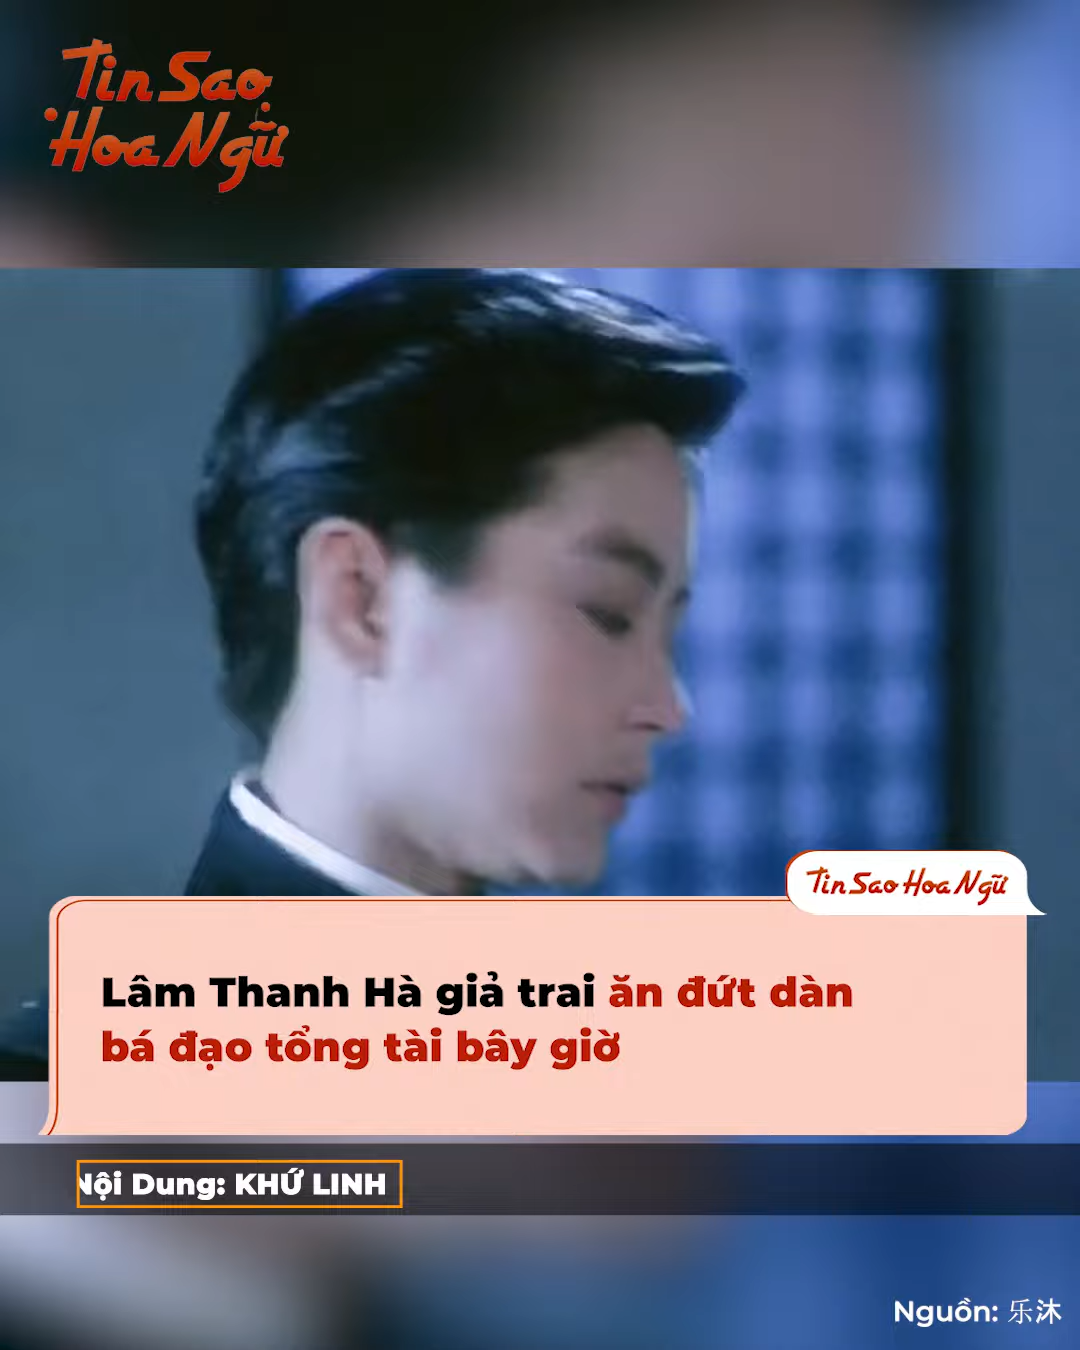 Tin Sao
Hoa Ngữ
Tin Sao Hoa Ngữ
Lâm Thanh Hà giả trai ăn đứt dàn
bá đạo tổng tài bây giờ
Nội Dung: KHỨ LINH
Nguồn: 乐沐